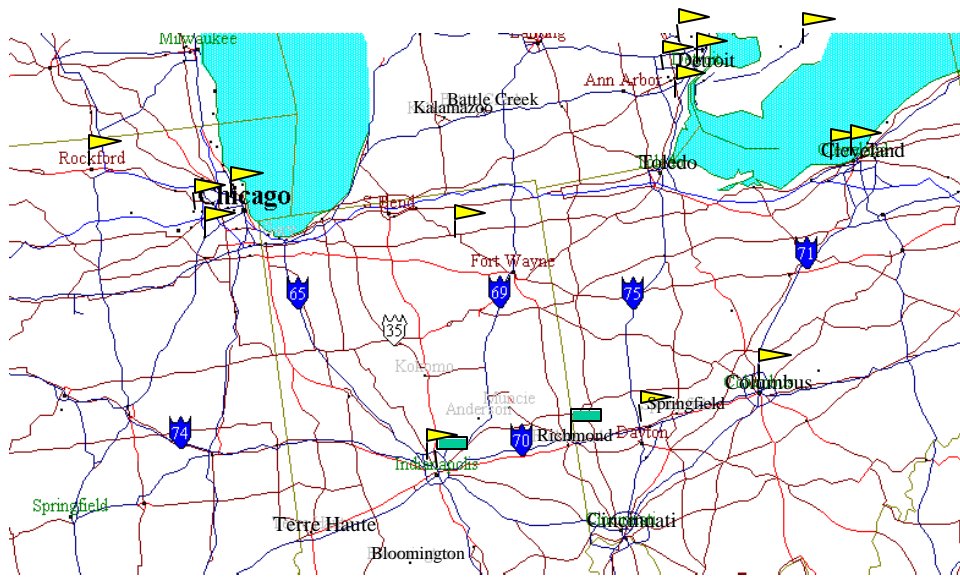 Milwaukee
Lansing
Detroit
Ann Arbor
Battle Creek
Kalamazoo
Rockford
Cleveland
Toledo
Chicago
S Bend
71
Fort Wayne
65
69
75
35
Kokomo
Columbus
Muncie
Anderson
Springfield
74
70
Richmond
Dayton
Indianapolis
Springfield
Terre Haute
Cincinnati
Bloomington